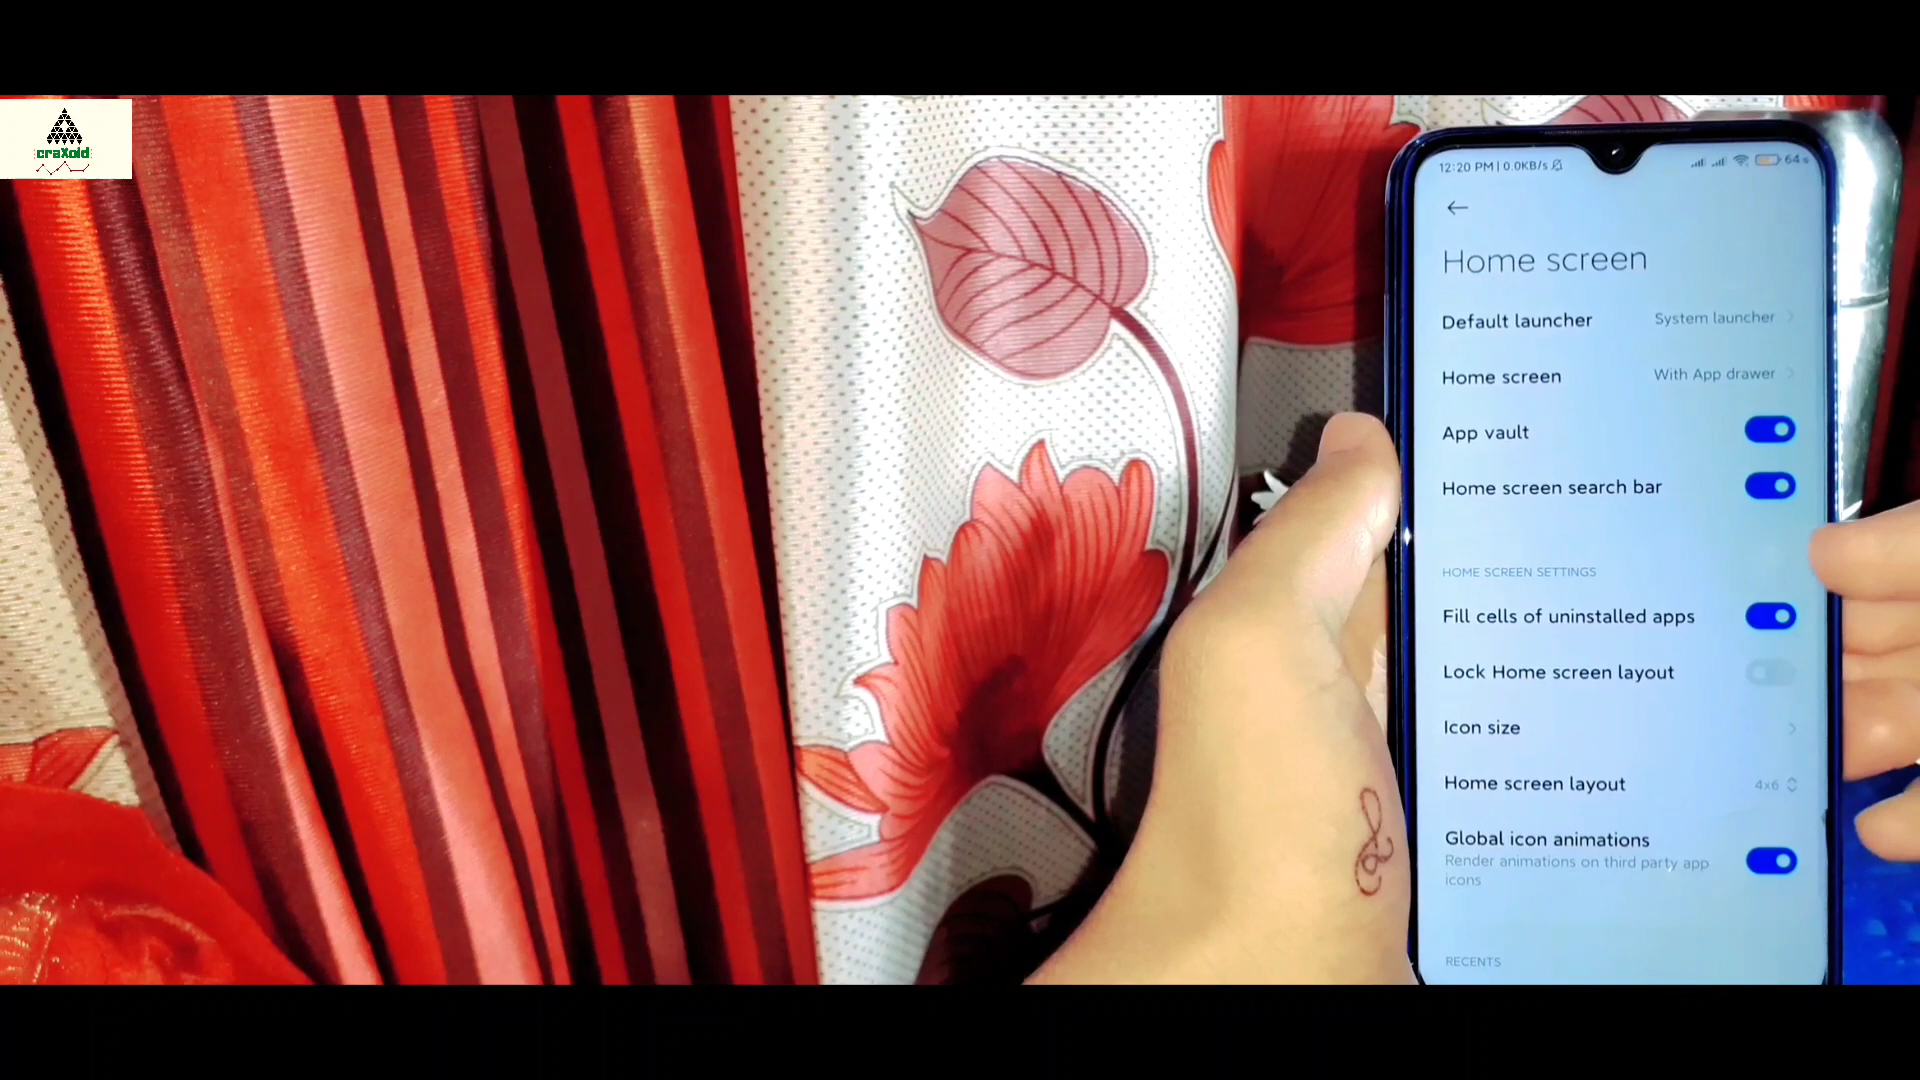 craXoid
12:20 PM | 0.0KB/s
64
Home screen
Default launcher System launcher
Home screen With App drawer
App vault
Home screen search bar
HOME SCREEN SETTINGS
Fill cells of uninstalled apps
Lock Home screen layout
Icon size
Home screen layout 4x6
Global icon animations
Render animations on third party app
icons
RECENTS